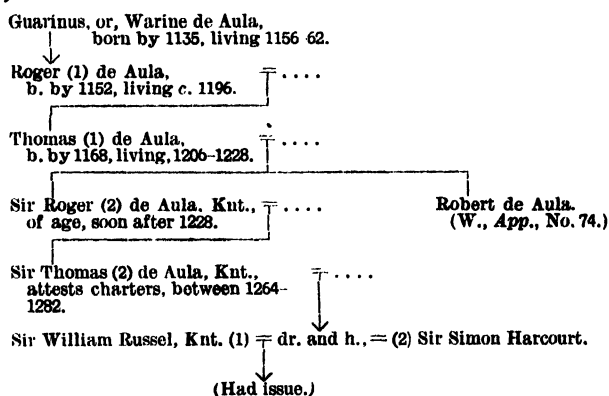 Guarinus, or, Warine de Aula,
born by 1135, living 1156-62.
Roger (1) de Aula, ╤ ....
b. by 1152, living c. 1196.
Thomas (1) de Aula, ╤ ....
b. by 1168, living, 1206-1228.
Sir Roger (2) de Aula, Knt., ╤ .... Robert de Aula.
of age, soon after 1228. (W., App., No. 74.)
Sir Thomas (2) de Aula, Knt., ╤ ....
attests charters, between 1264-
1282.
Sir William Russel, Knt. (1) ╤ dr. and h., = (2) Sir Simon Harcourt.
(Had issue.)